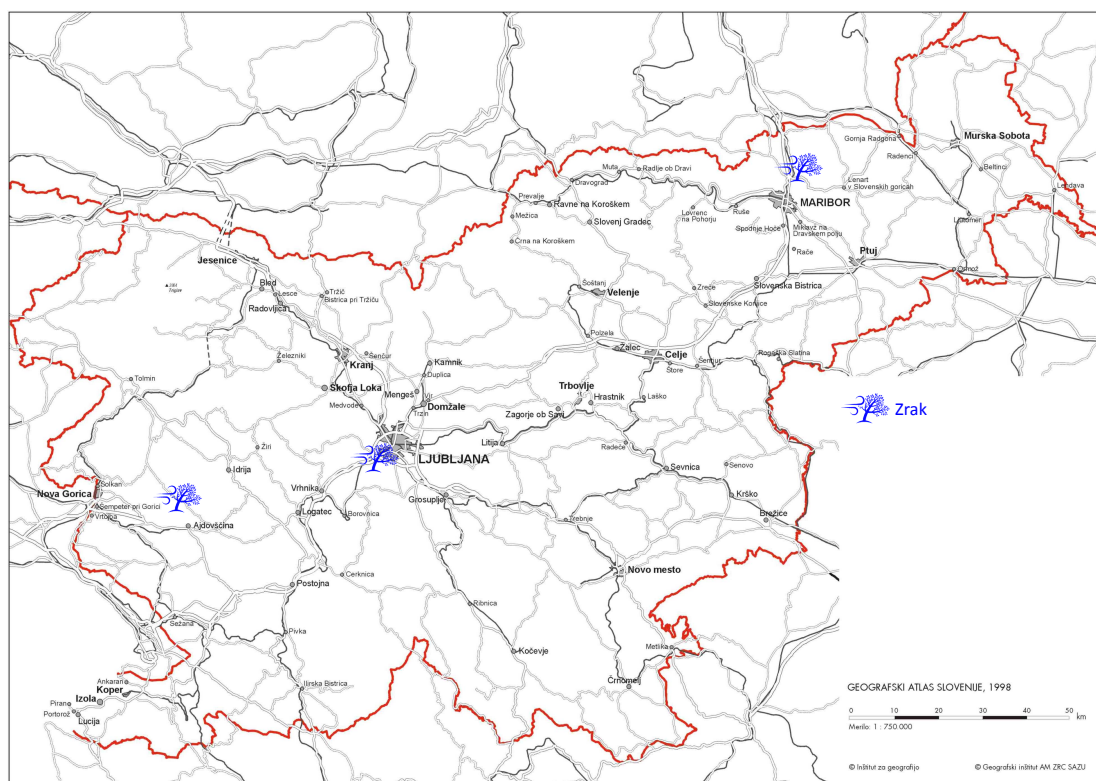 Murska Sobota
Gornja Radgona
Radenci
Beltinci
Lendava
Ljutomer
Lenart
v Slovenskih goricah
Muta
Radlje ob Dravi
Dravograd
Prevalje
Ravne na Koroškem
Mežica
Slovenj Gradec
Črna na Koroškem
Lovrenc
na Pohorju
Ruše
MARIBOR
Spodnje Hoče
Miklavž na
Dravskem polju
Rače
Ptuj
Ormož
Jesenice
Bled
Lesce
Radovljica
Tržič
Bistrica pri Tržiču
Šoštanj
Velenje
Zreče
Slovenska Bistrica
Slovenske Konjice
Polzela
Žalec
Celje
Štore
Šentjur
Rogaška Slatina
Železniki
Šenčur
Kranj
Kamnik
Duplica
Tolmin
Škofja Loka
Mengeš
Vir
Domžale
Medvode
Trzin
Trbovlje
Hrastnik
Zagorje ob Savi
Laško
Zrak
Žiri
LJUBLJANA
Litija
Radeče
Idrija
Sevnica
Senovo
Solkan
Nova Gorica
Šempeter pri Gorici
Vrtojba
Ajdovščina
Vrhnika
Logatec
Borovnica
Grosuplje
Krško
Brežice
Trebnje
Postojna
Cerknica
Novo mesto
Ribnica
Sežana
Pivka
Kočevje
Metlika
Črnomelj
Ankaran
Koper
Izola
Piran
Portorož
Lucija
Ilirska Bistrica
GEOGRAFSKI ATLAS SLOVENIJE, 1998
0 10 20 30 40 50 km
Merilo: 1 : 750.000
© Inštitut za geografijo
© Geografski inštitut AM ZRC SAZU